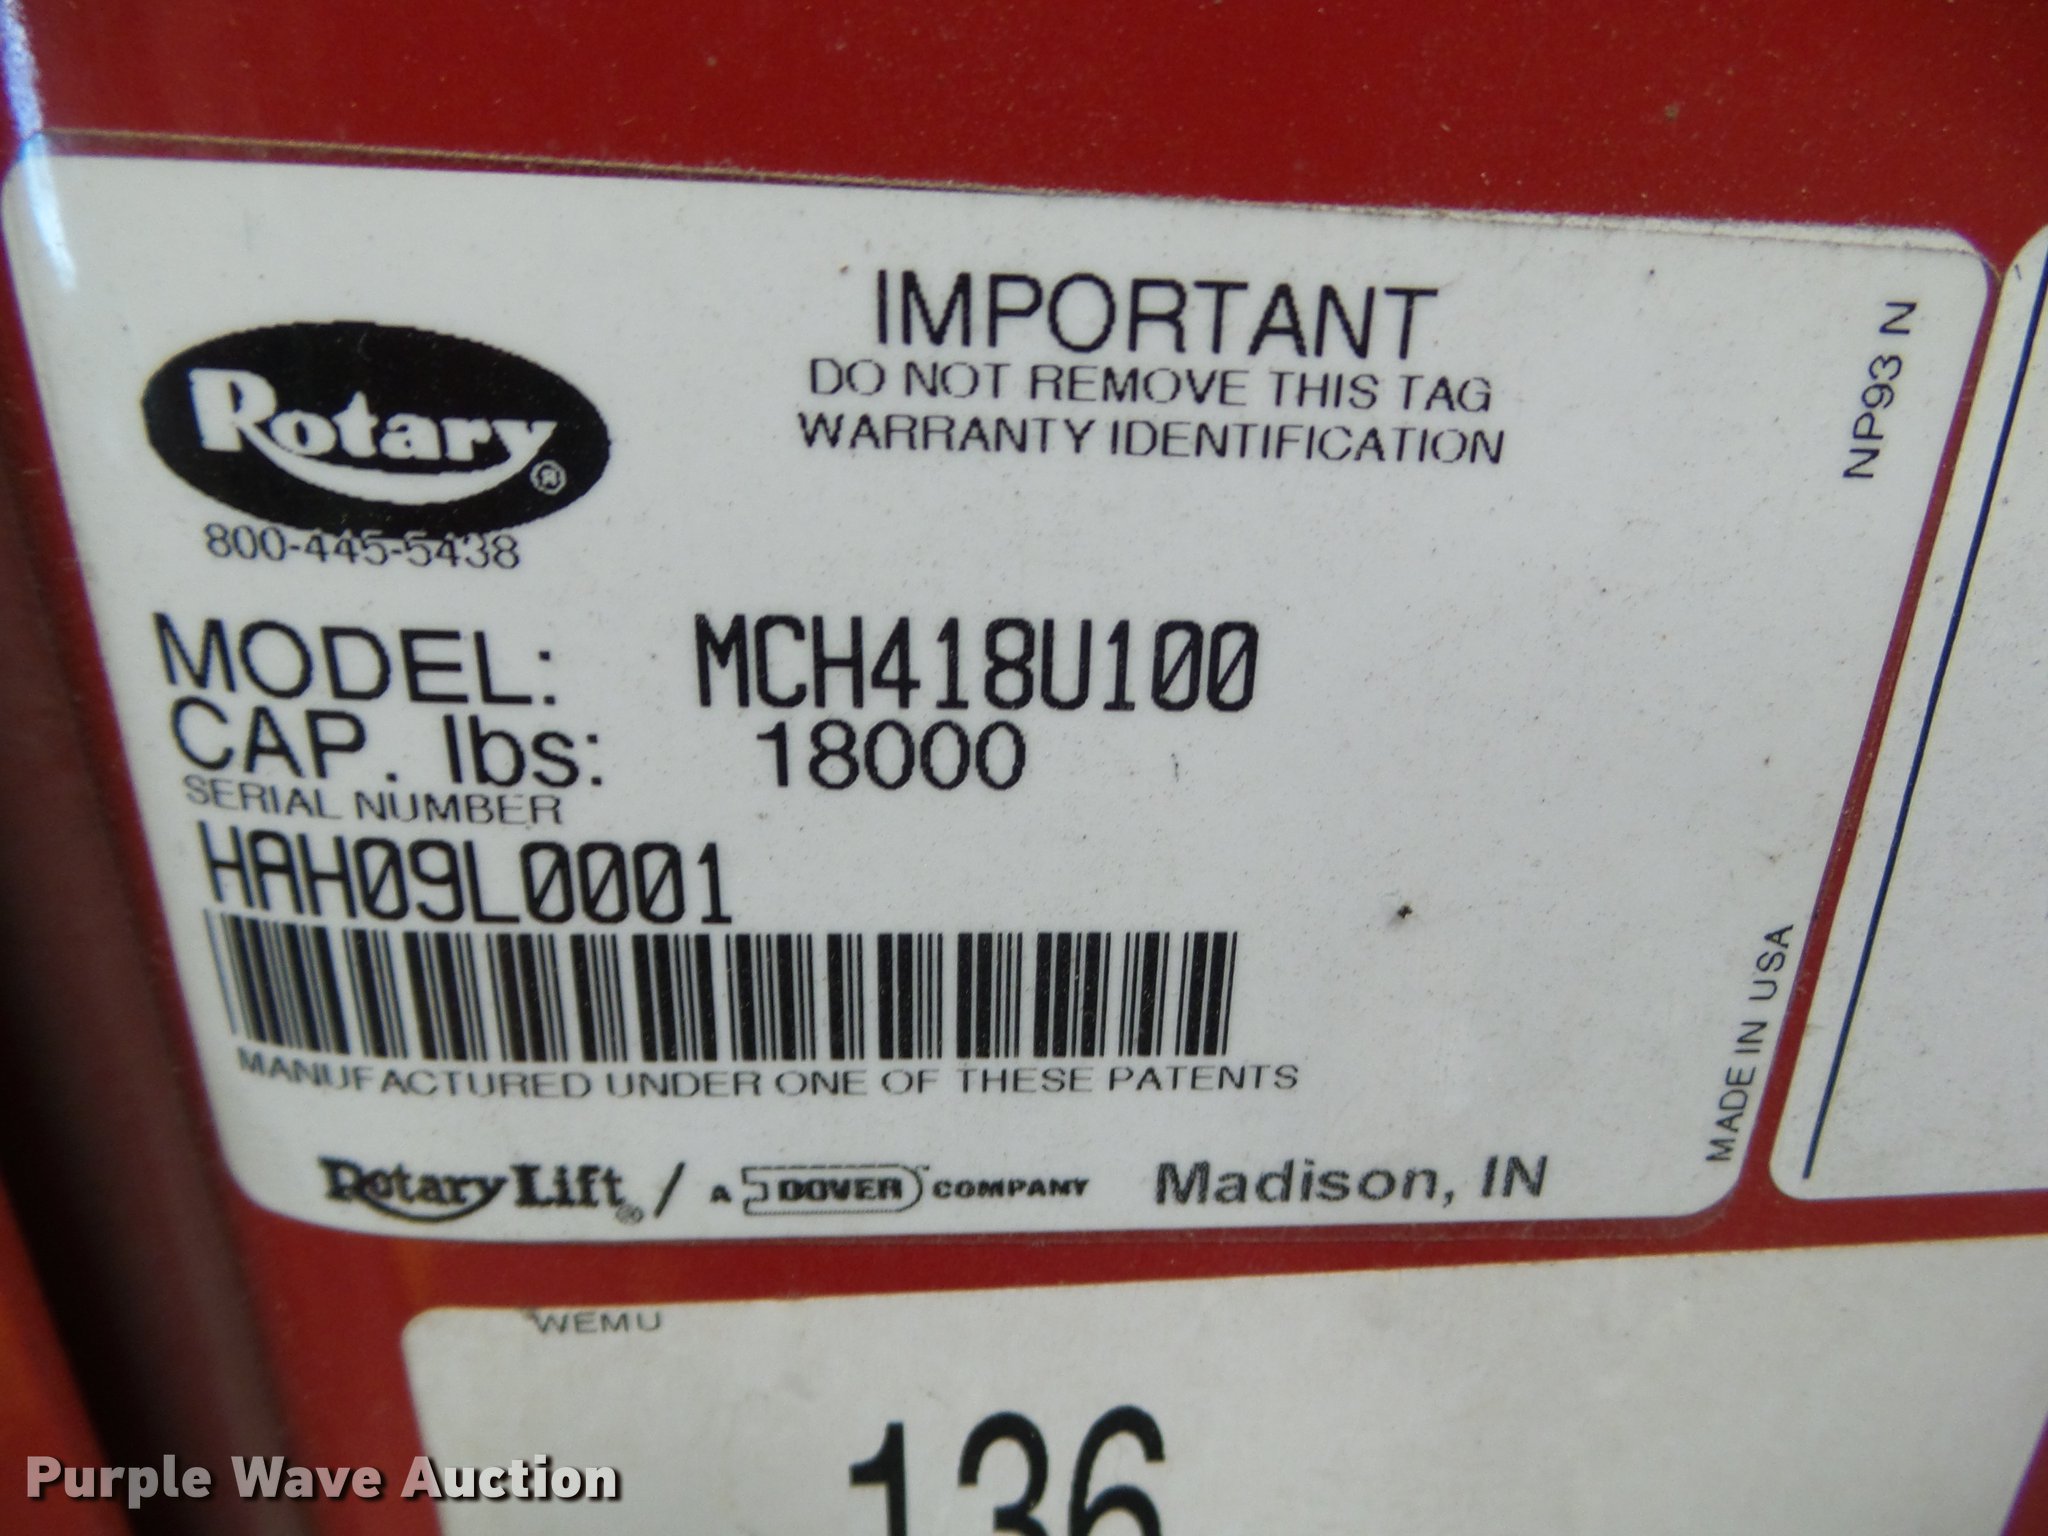 IMPORTANT
DO NOT REMOVE THIS TAG
WARRANTY IDENTIFICATION
NP93 N
Rotary®
800-445-5438
MODEL: MCH418U100
CAP. lbs: 18000
SERIAL NUMBER
HAH09L0001
MANUFACTURED UNDER ONE OF THESE PATENTS
Rotary Lift® / A DOVER COMPANY Madison, IN
MADE IN USA
WEMU
136
Purple Wave Auction